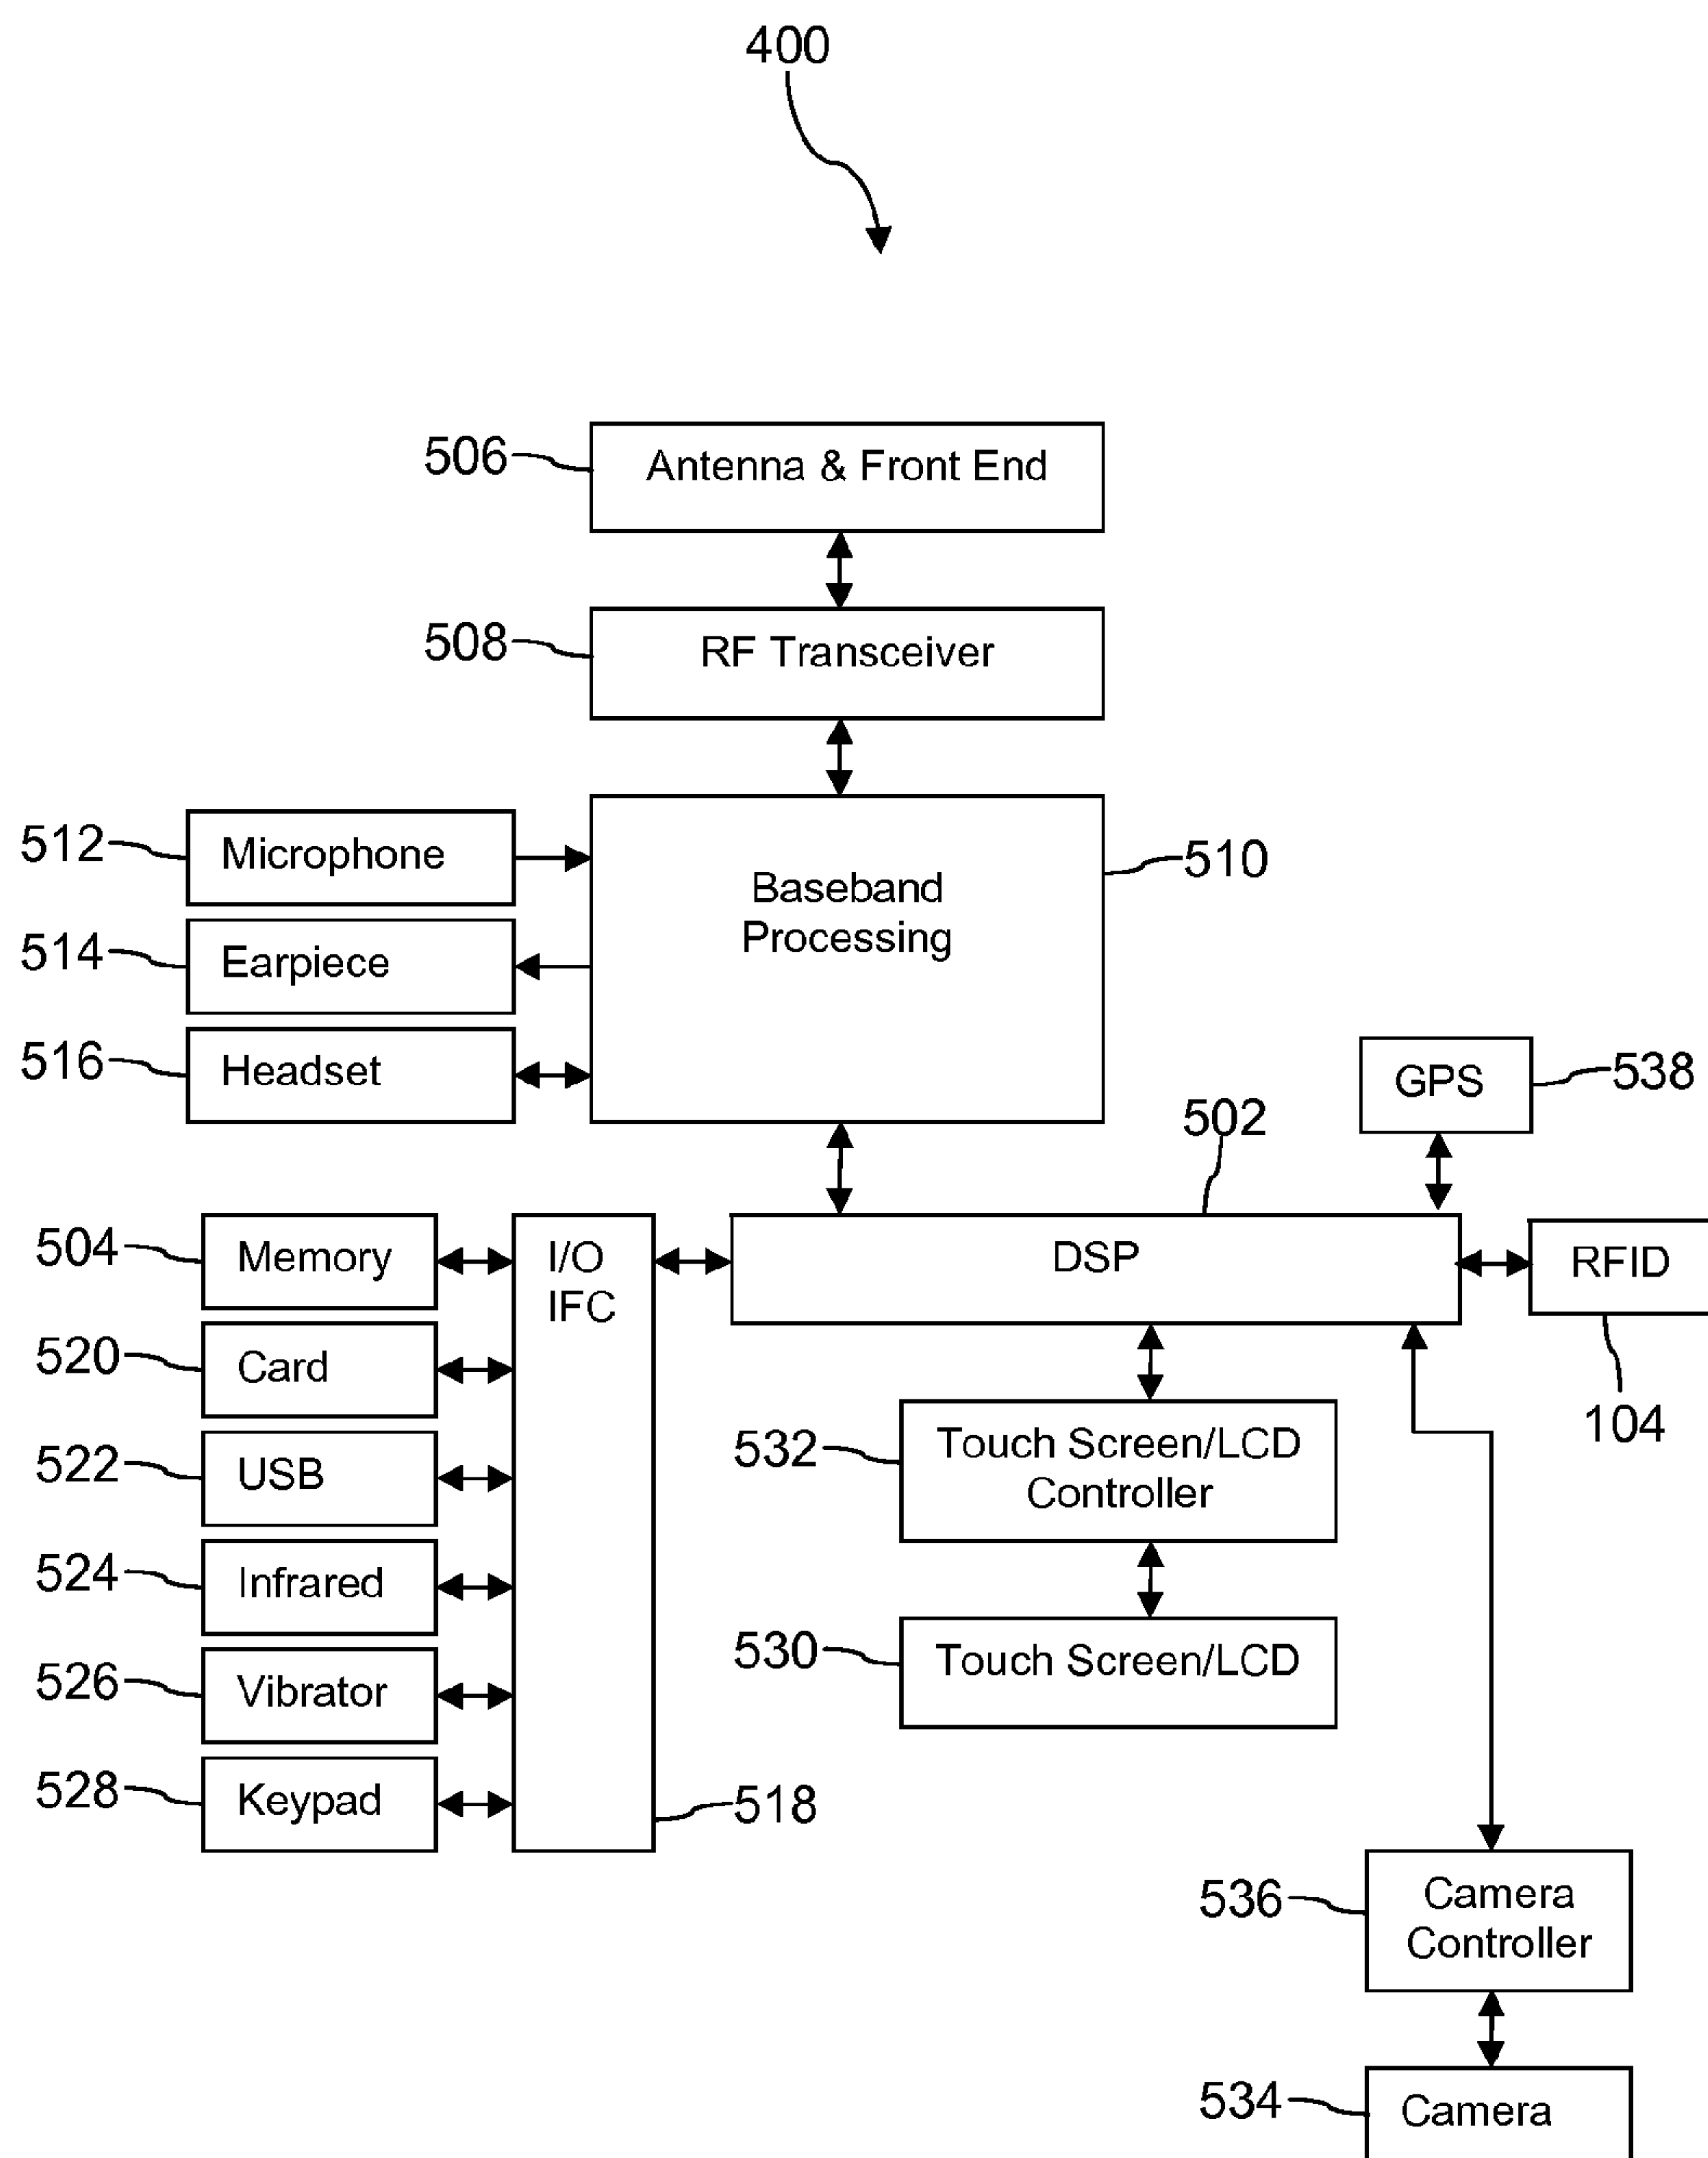 400
506
Antenna & Front End
508
RF Transceiver
512
Microphone
Baseband
Processing
510
514
Earpiece
516
Headset
GPS
538
502
504
Memory
I/O
IFC
DSP
RFID
104
520
Card
522
USB
532
Touch Screen/LCD
Controller
524
Infrared
526
Vibrator
530
Touch Screen/LCD
528
Keypad
518
536
Camera
Controller
534
Camera